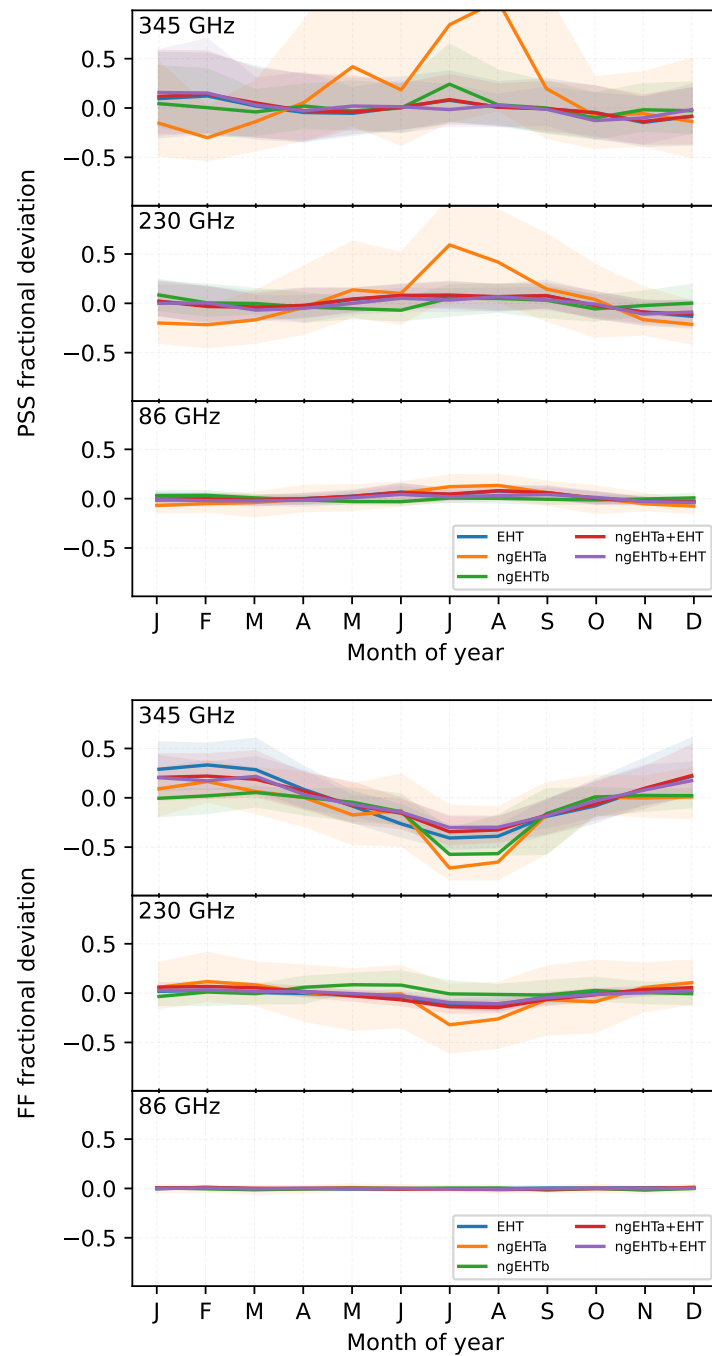 345 GHz
0.5
0.0
−0.5
230 GHz
0.5
0.0
−0.5
PSS fractional deviation
86 GHz
0.5
0.0
−0.5
EHT
ngEHTa
ngEHTb
ngEHTa+EHT
ngEHTb+EHT
J F M A M J J A S O N D
Month of year
345 GHz
0.5
0.0
−0.5
230 GHz
0.5
0.0
−0.5
FF fractional deviation
86 GHz
0.5
0.0
−0.5
EHT
ngEHTa
ngEHTb
ngEHTa+EHT
ngEHTb+EHT
J F M A M J J A S O N D
Month of year